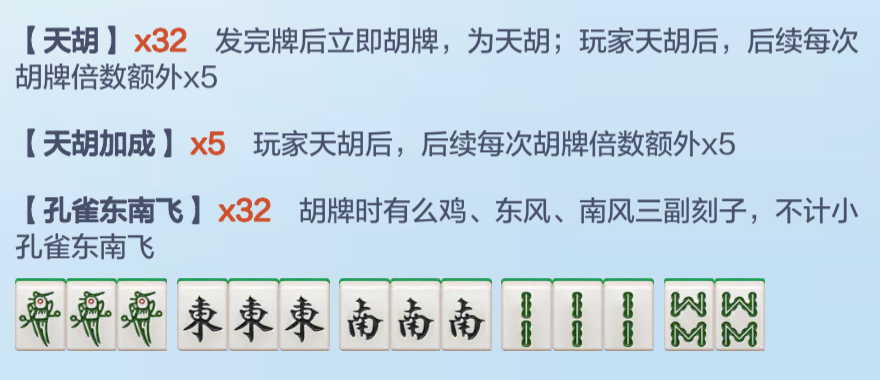 【天胡】x32 发完牌后立即胡牌，为天胡；玩家天胡后，后续每次
胡牌倍数额外x5
【天胡加成】x5 玩家天胡后，后续每次胡牌倍数额外x5
【孔雀东南飞】x32 胡牌时有么鸡、东风、南风三副刻子，不计小
孔雀东南飞
東東東南南南